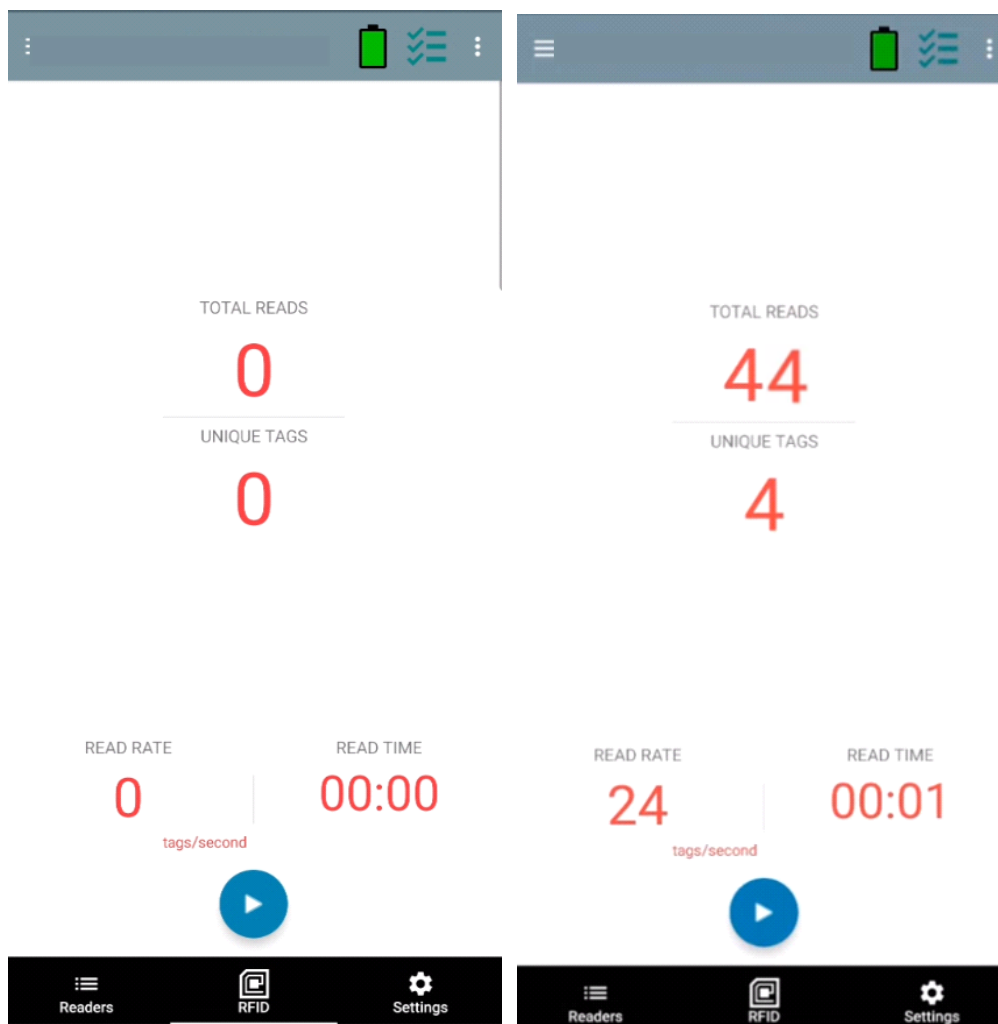 TOTAL READS
0
UNIQUE TAGS
0
READ RATE
READ TIME
0
00:00
tags/second
Readers
RFID
Settings
TOTAL READS
44
UNIQUE TAGS
4
READ RATE
READ TIME
24
00:01
tags/second
Readers
RFID
Settings